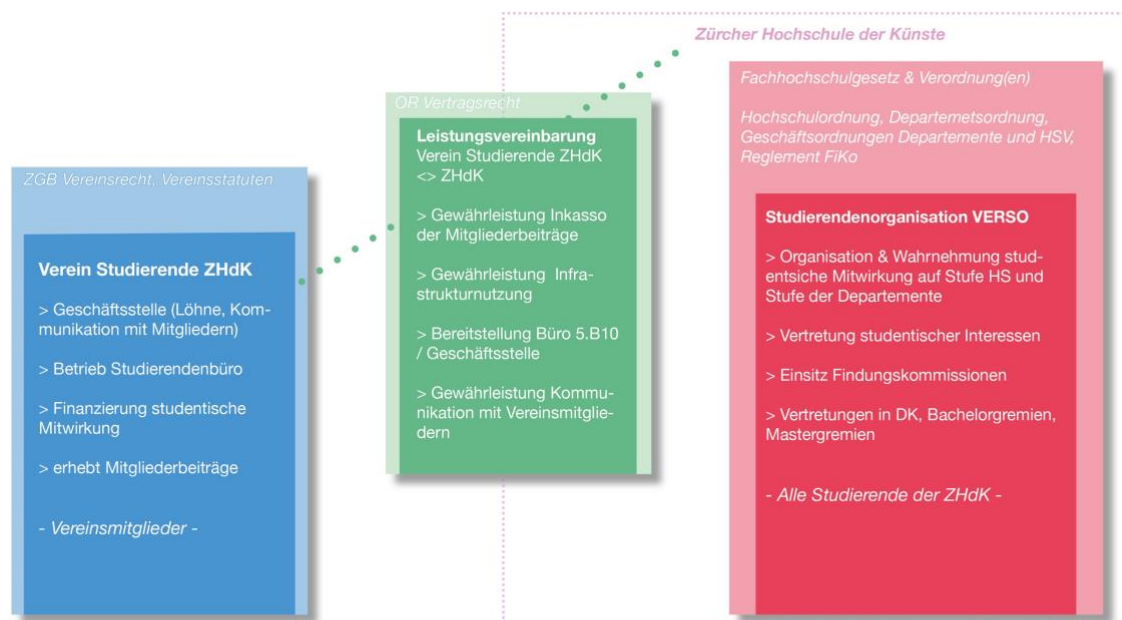 Zürcher Hochschule der Künste
ZGB Vereinsrecht, Vereinsstatuten
Verein Studierende ZHdK
> Geschäftsstelle (Löhne, Kom-
munikation mit Mitgliedern)
> Betrieb Studierendenbüro
> Finanzierung studentische
Mitwirkung
> erhebt Mitgliederbeiträge
- Vereinsmitglieder -
OR Vertragsrecht
Leistungsvereinbarung
Verein Studierende ZHdK
<> ZHdK
> Gewährleistung Inkasso
der Mitgliederbeiträge
> Gewährleistung Infra-
strukturnutzung
> Bereitstellung Büro 5.B10
/ Geschäftsstelle
> Gewährleistung Kommu-
nikation mit Vereinsmitglie-
dern
Fachhochschulgesetz & Verordnung(en)
Hochschulordnung, Departemetsordnung,
Geschäftsordnungen Departemente und HSV,
Reglement FiKo
Studierendenorganisation VERSO
> Organisation & Wahrnehmung stud-
entsiche Mitwirkung auf Stufe HS und
Stufe der Departemente
> Vertretung studentischer Interessen
> Einsitz Findungskommissionen
> Vertretungen in DK, Bachelorgremien,
Mastergremien
- Alle Studierende der ZHdK -